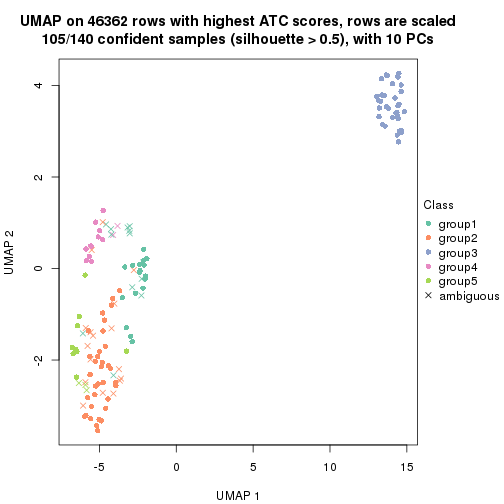 UMAP on 46362 rows with highest ATC scores, rows are scaled
105/140 confident samples (silhouette > 0.5), with 10 PCs
4
2
0
-2
UMAP 2
-5
0
5
10
15
UMAP 1
Class
group1
group2
group3
group4
group5
ambiguous